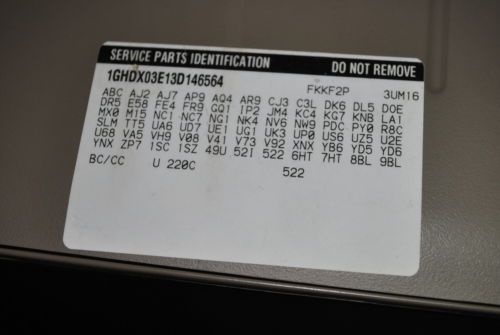 SERVICE PARTS IDENTIFICATION DO NOT REMOVE
1GHDX03E13D146564 FKKF2P 3UM16
ABC AJ2 AJ7 AP9 AQ4 AR9 CJ3 C3L DK6 DL5 DOE
DR5 E58 FE4 FR9 GQ1 IP2 JM4 KC4 KG7 KNB LA1
MX0 M15 NC1 NC7 NG1 NK4 NV6 NW9 PDC PY0 R8C
SLM TT5 UA6 UD7 UE1 UG1 UK3 UP0 US6 UZ5 U2E
U68 VA5 VH9 V08 V41 V73 V92 XNX YB6 YD5 YD6
YNX ZP7 1SC 1SZ 49U 52I 522 6HT 7HT 8BL 9BL
BC/CC U 220C 522